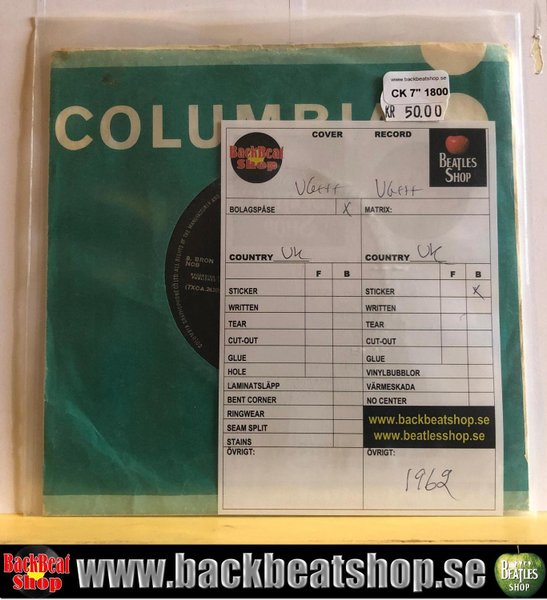 www.backbeatshop.se
CK 7" 1800
KR 50.00
COLUMBIA
COVER RECORD
BackBeat
Shop
BEATLES
SHOP
VG+++ VG+++
BOLAGSPÅSE X MATRIX:
COUNTRY UK COUNTRY UK
F B F B
STICKER STICKER X
WRITTEN WRITTEN
TEAR TEAR
CUT-OUT CUT-OUT
GLUE GLUE
HOLE VINYLBUBBLOR
LAMINATSLÄPP VÄRMESKADA
BENT CORNER NO CENTER
RINGWEAR
SEAM SPLIT
STAINS
www.backbeatshop.se
www.beatlesshop.se
ÖVRIGT: ÖVRIGT:
1962
B. BRON
NOB
BackBeat
Shop
www.backbeatshop.se
BEATLES
SHOP